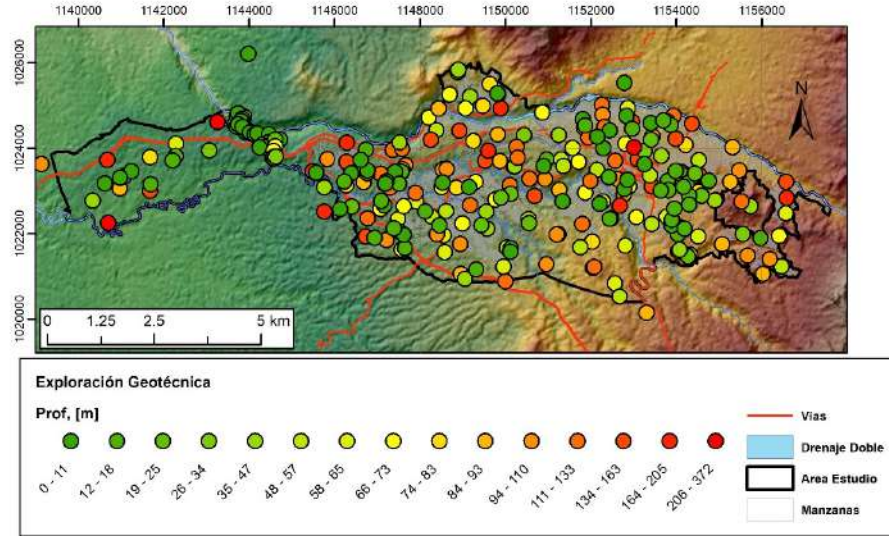 1140000 1142000 1144000 1146000 1148000 1150000 1152000 1154000 1156000
1026000
1024000
1022000
1020000
N
0 1.25 2.5 5 km
Exploración Geotécnica
Prof, [m]
0 - 11
12 - 18
19 - 25
26 - 34
35 - 47
48 - 57
58 - 65
66 - 73
74 - 83
84 - 93
94 - 110
111 - 133
134 - 163
164 - 205
206 - 372
Vias
Drenaje Doble
Area Estudio
Manzanas